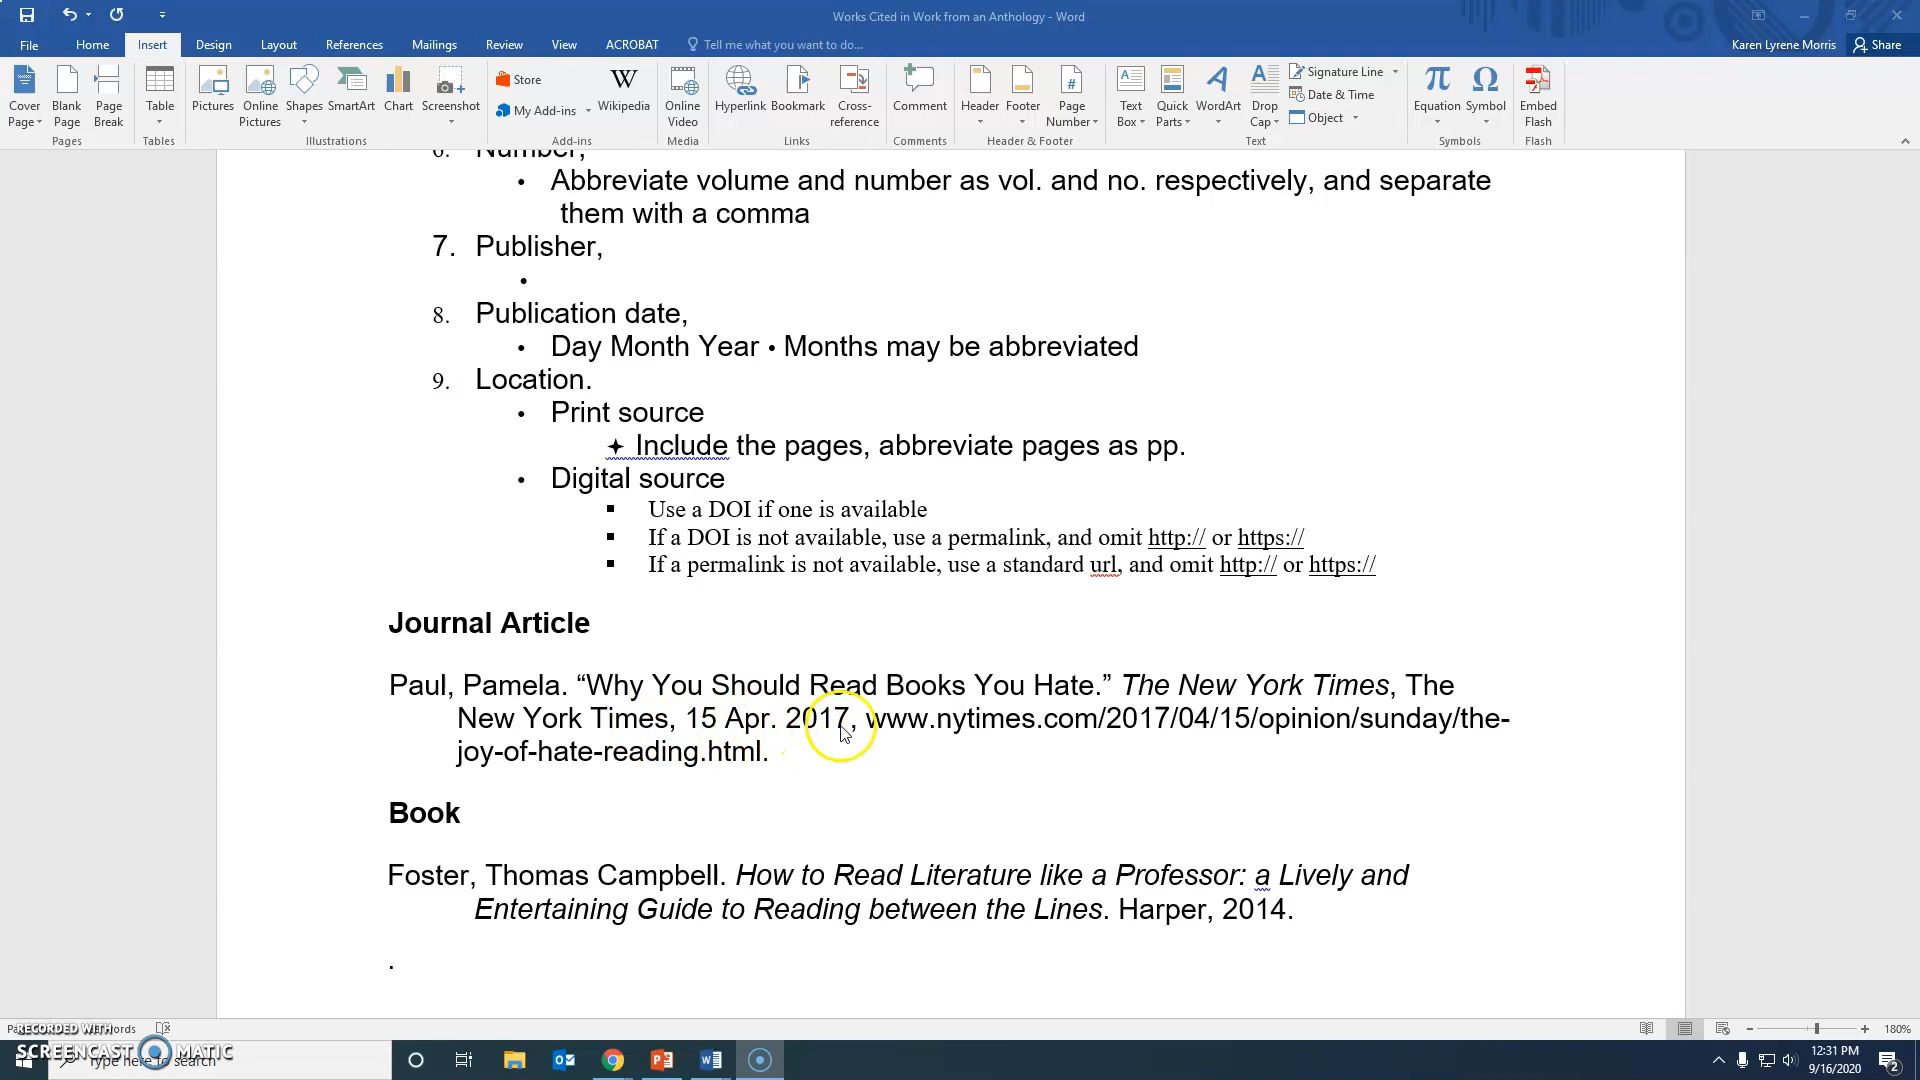 Works Cited in Work from an Anthology - Word
File Home Insert Design Layout References Mailings Review View ACROBAT Tell me what you want to do... Karen Lyrene Morris Share
Cover Page Blank Page Page Break Table Pictures Online Pictures Shapes SmartArt Chart Screenshot Store My Add-ins Wikipedia Online Video Hyperlink Bookmark Cross-reference Comment Header Footer Page Number Text Box Quick Parts WordArt Drop Cap Signature Line Date & Time Object Equation Symbol Embed Flash
Pages Tables Illustrations Add-ins Media Links Comments Header & Footer Text Symbols Flash
6. Number,
• Abbreviate volume and number as vol. and no. respectively, and separate
them with a comma
7. Publisher,
•
8. Publication date,
• Day Month Year • Months may be abbreviated
9. Location.
• Print source
✦ Include the pages, abbreviate pages as pp.
• Digital source
▪ Use a DOI if one is available
▪ If a DOI is not available, use a permalink, and omit http:// or https://
▪ If a permalink is not available, use a standard url, and omit http:// or https://
Journal Article
Paul, Pamela. “Why You Should Read Books You Hate.” The New York Times, The
New York Times, 15 Apr. 2017, www.nytimes.com/2017/04/15/opinion/sunday/the-
joy-of-hate-reading.html.
Book
Foster, Thomas Campbell. How to Read Literature like a Professor: a Lively and
Entertaining Guide to Reading between the Lines. Harper, 2014.
.
RECORDED WITH words 180%
SCREENCAST MATIC
Type here to search
12:31 PM
9/16/2020
2